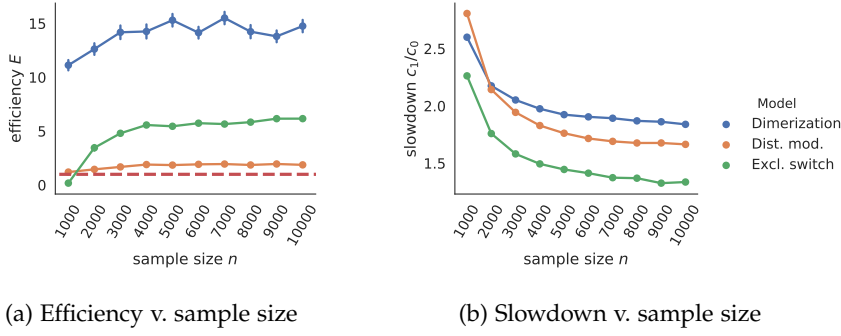 15
10
5
0
efficiency E
1000
2000
3000
4000
5000
6000
7000
8000
9000
10000
sample size n
(a) Efficiency v. sample size
2.5
2.0
1.5
slowdown c₁/c₀
1000
2000
3000
4000
5000
6000
7000
8000
9000
10000
sample size n
Model
Dimerization
Dist. mod.
Excl. switch
(b) Slowdown v. sample size